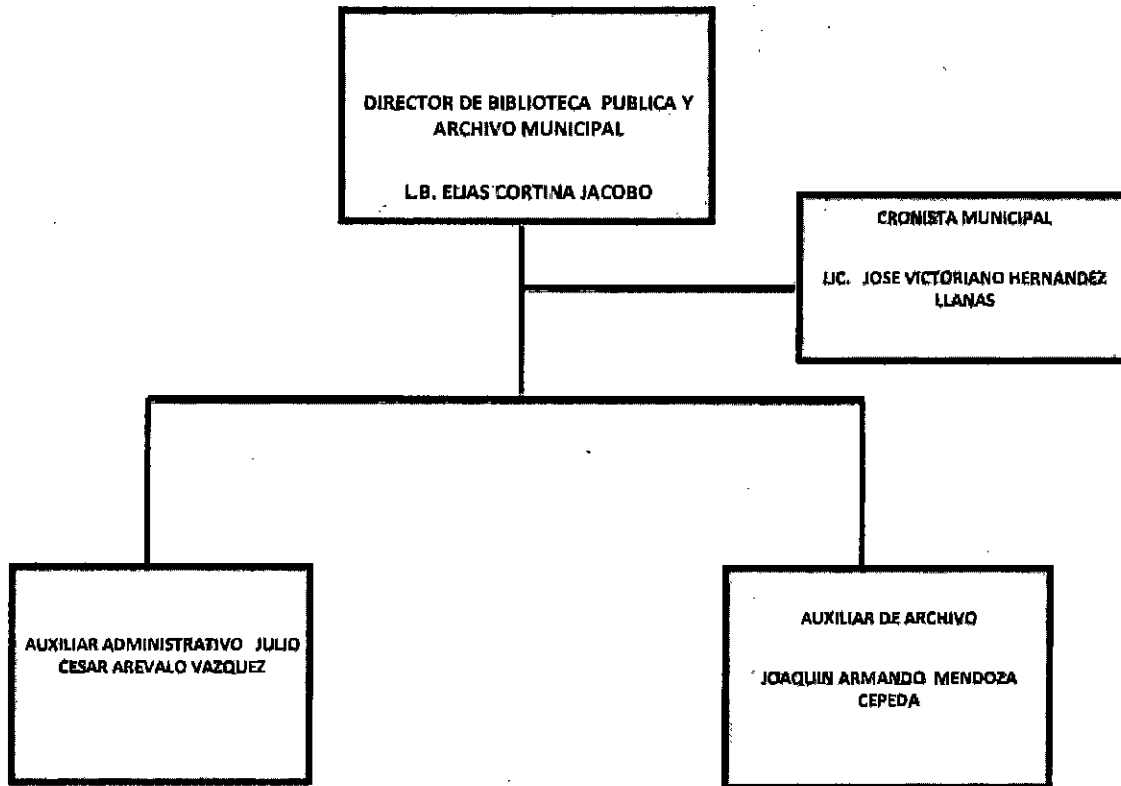 DIRECTOR DE BIBLIOTECA PUBLICA Y
ARCHIVO MUNICIPAL
L.B. ELIAS CORTINA JACOBO
CRONISTA MUNICIPAL
LIC. JOSE VICTORIANO HERNANDEZ
LLANAS
AUXILIAR ADMINISTRATIVO JULIO
CESAR AREVALO VAZQUEZ
AUXILIAR DE ARCHIVO
JOAQUIN ARMANDO MENDOZA
CEPEDA